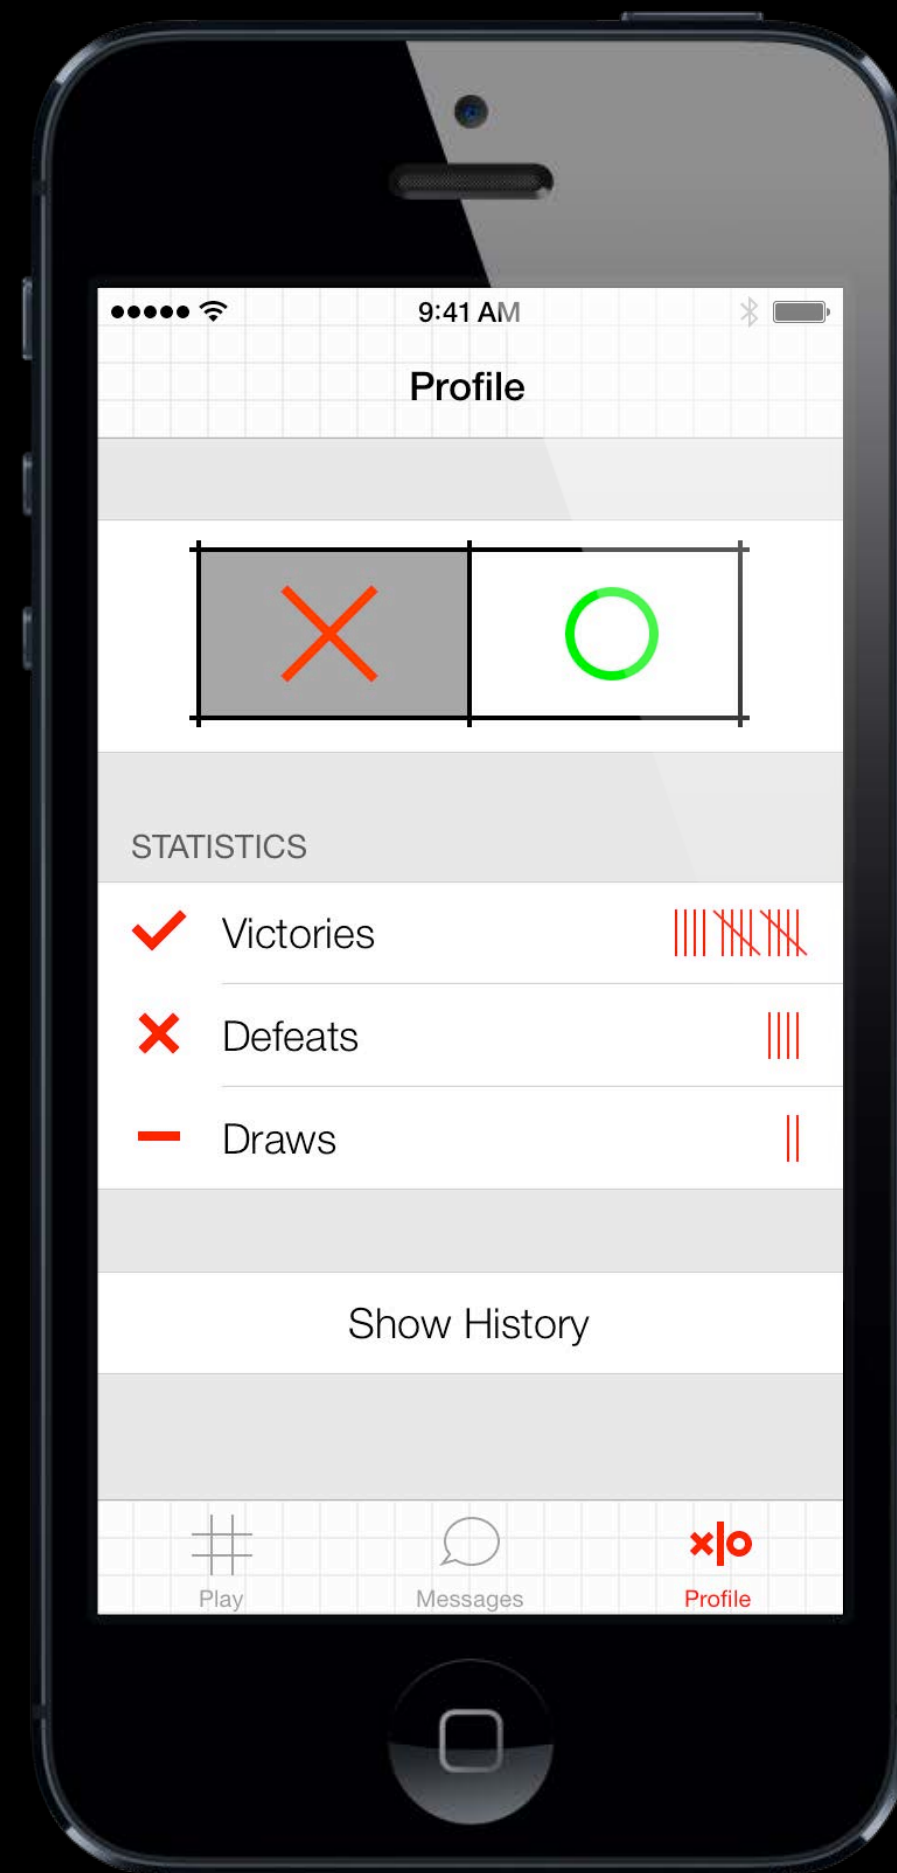 9:41 AM
Profile
STATISTICS
Victories
Defeats
Draws
Show History
Play
Messages
Profile